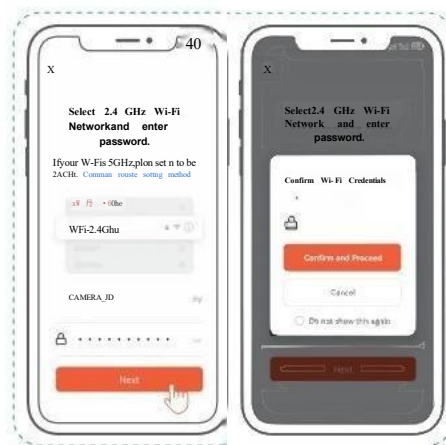 40
X
Select 2.4 GHz Wi-Fi
Networkand enter
password.
Ifyour W-Fis 5GHz,plon set n to be
2ACHt. Comman rouste sottng method
WFi-2.4Ghu
CAMERA_JD
Next
X
Select2.4 GHz Wi-Fi
Network and enter
password.
Confirm Wi- Fi Credentials
Confirm and Proceed
Cancel
Do not show this again
Next